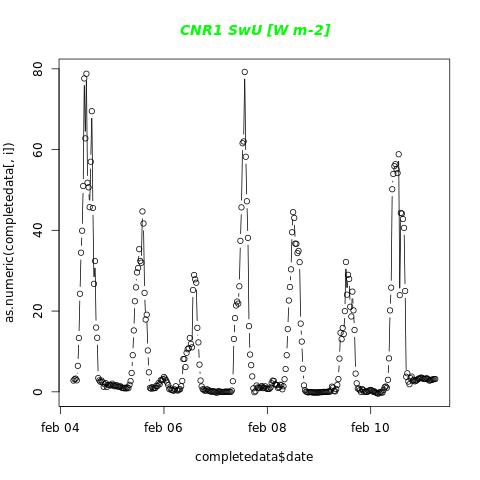 CNR1 SwU [W m-2]
as.numeric(completedata[, i])
80
60
40
20
0
feb 04
feb 06
feb 08
feb 10
completedata$date